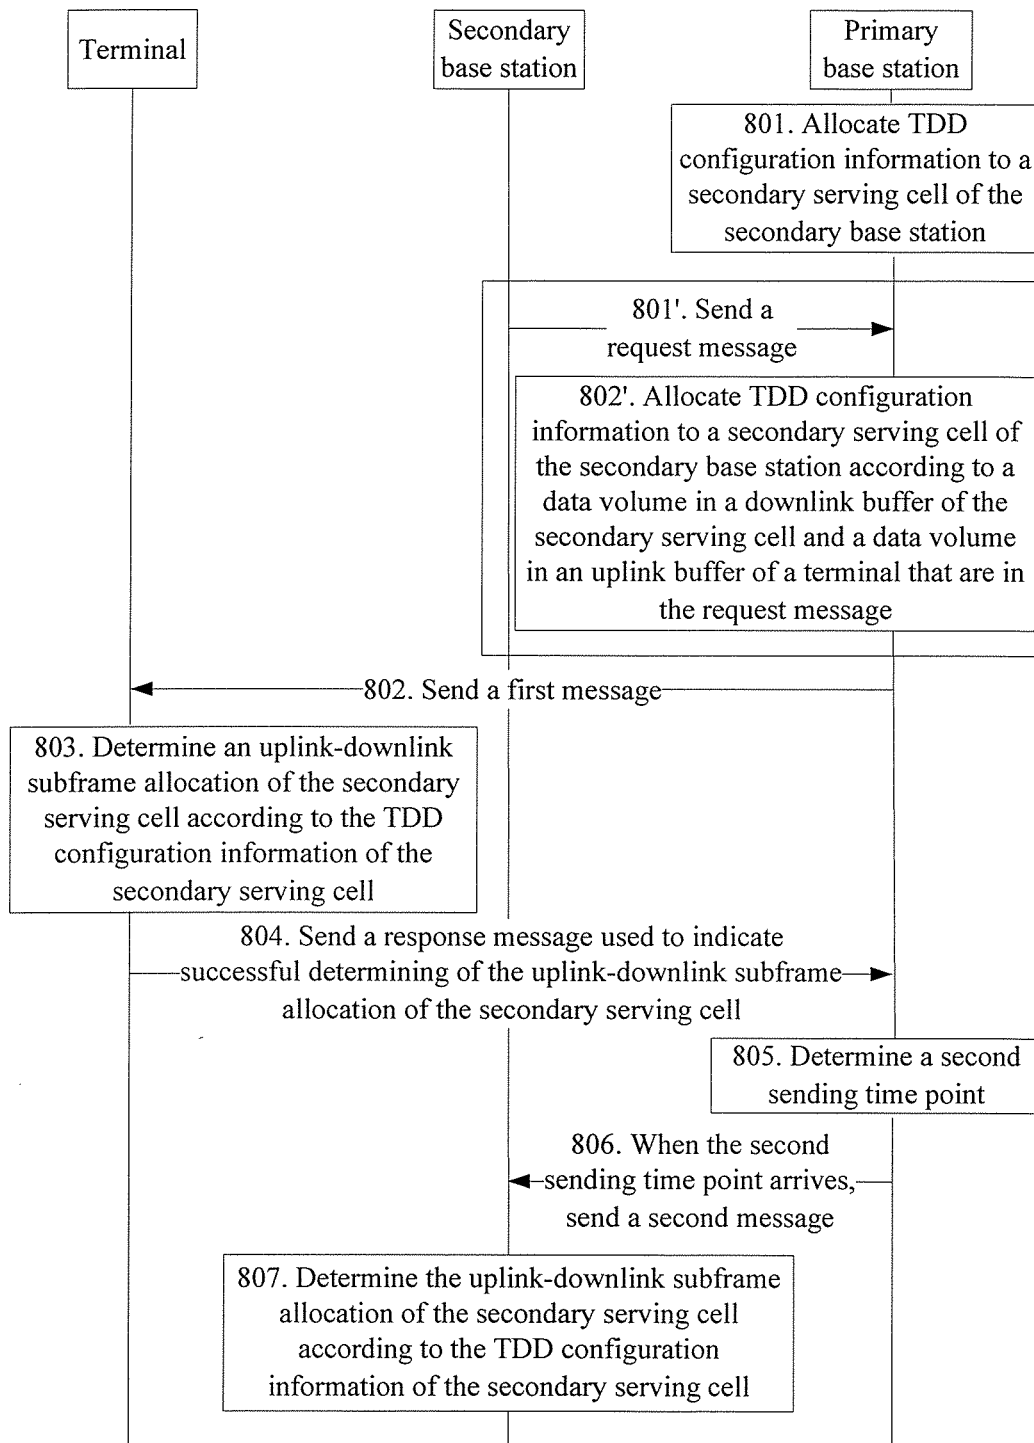 Terminal
Secondary
base station
Primary
base station
801. Allocate TDD
configuration information to a
secondary serving cell of the
secondary base station
801'. Send a
request message
802'. Allocate TDD configuration
information to a secondary serving cell of
the secondary base station according to a
data volume in a downlink buffer of the
secondary serving cell and a data volume
in an uplink buffer of a terminal that are in
the request message
802. Send a first message
803. Determine an uplink-downlink
subframe allocation of the secondary
serving cell according to the TDD
configuration information of the
secondary serving cell
804. Send a response message used to indicate
successful determining of the uplink-downlink subframe
allocation of the secondary serving cell
805. Determine a second
sending time point
806. When the second
sending time point arrives,
send a second message
807. Determine the uplink-downlink subframe
allocation of the secondary serving cell
according to the TDD configuration
information of the secondary serving cell